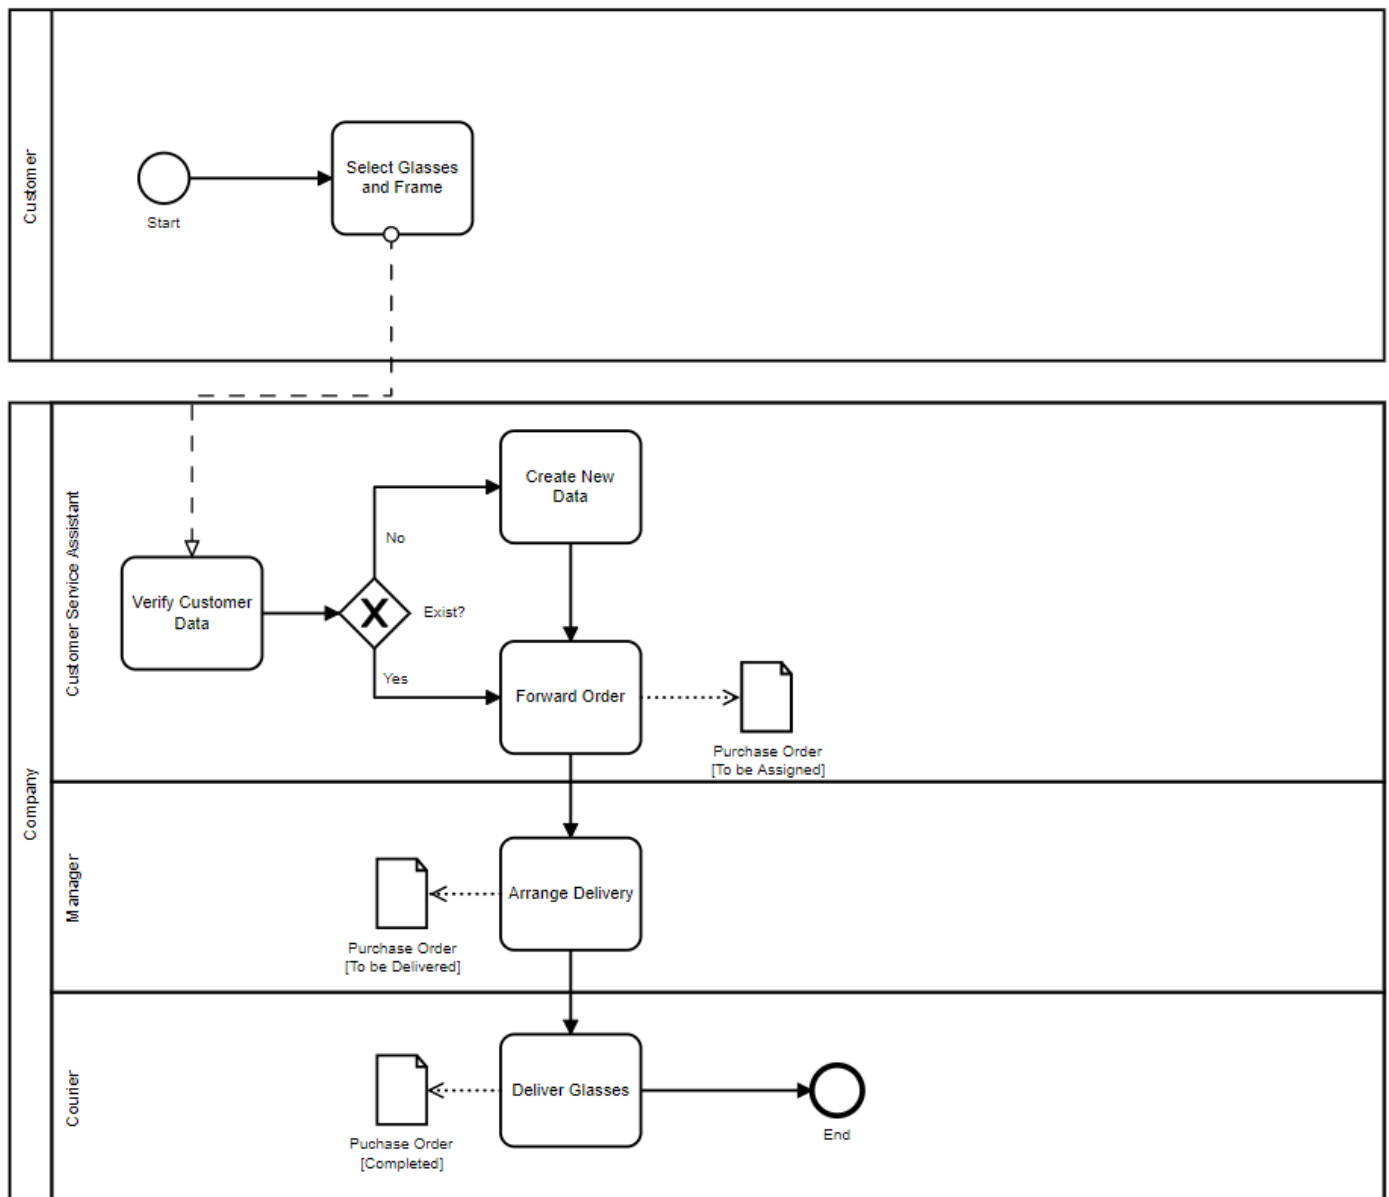 Customer
Start
Select Glasses
and Frame
Company
Customer Service Assistant
Verify Customer
Data
No
Exist?
Yes
Create New
Data
Forward Order
Purchase Order
[To be Assigned]
Manager
Arrange Delivery
Purchase Order
[To be Delivered]
Courier
Deliver Glasses
Puchase Order
[Completed]
End